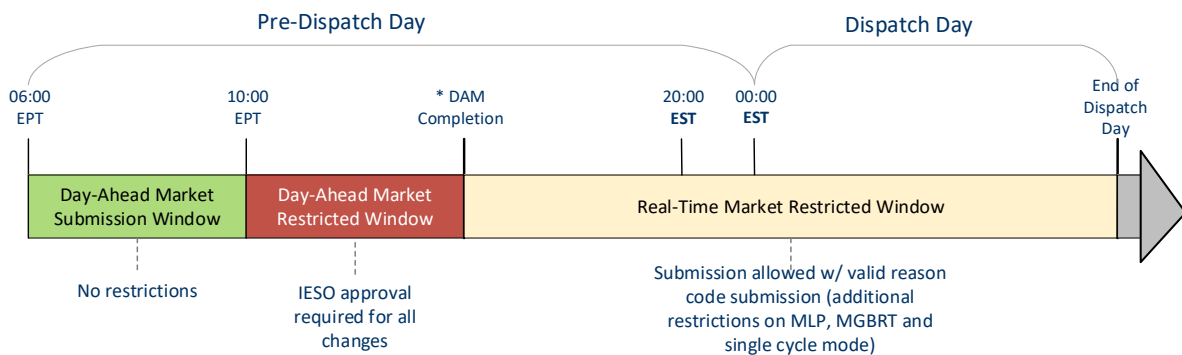 Pre-Dispatch Day
Dispatch Day
06:00
EPT
10:00
EPT
* DAM
Completion
20:00
EST
00:00
EST
End of
Dispatch
Day
Day-Ahead Market
Submission Window
Day-Ahead Market
Restricted Window
Real-Time Market Restricted Window
No restrictions
IESO approval
required for all
changes
Submission allowed w/ valid reason
code submission (additional
restrictions on MLP, MGBRT and
single cycle mode)